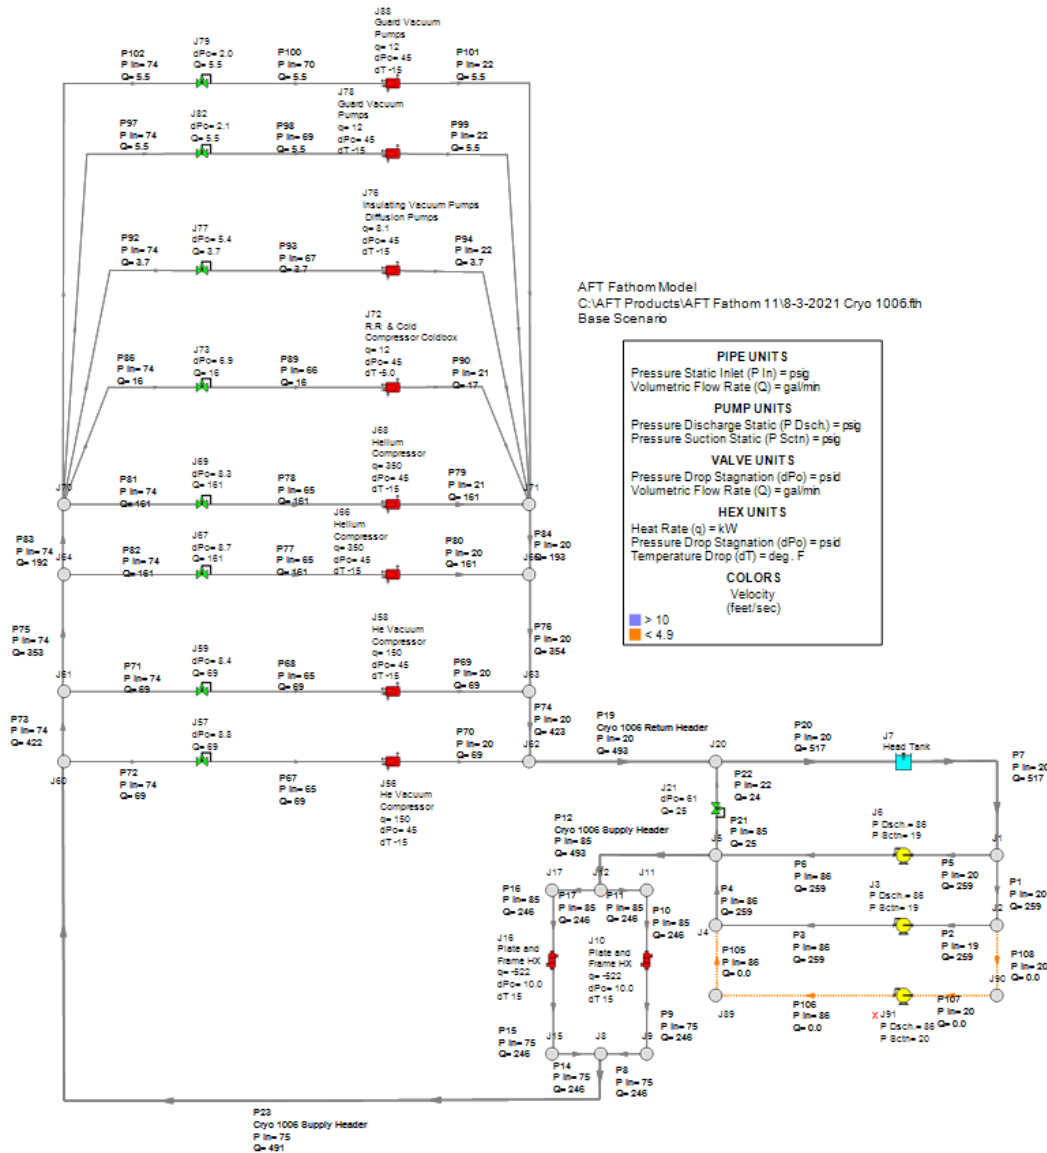 J88
Guard Vacuum
Pumps
q= 12
dPo= 45
dT -15
P102
P In= 74
Q= 5.5
J79
dPo= 2.0
Q= 5.5
P100
P In= 70
Q= 5.5
P101
P In= 22
Q= 5.5
J78
Guard Vacuum
Pumps
q= 12
dPo= 45
dT -15
P97
P In= 74
Q= 5.5
J82
dPo= 2.1
Q= 5.5
P98
P In= 69
Q= 5.5
P99
P In= 22
Q= 5.5
J76
Insulating Vacuum Pumps
Diffusion Pumps
q= 8.1
dPo= 45
dT -15
P92
P In= 74
Q= 3.7
J77
dPo= 5.4
Q= 3.7
P93
P In= 67
Q= 3.7
P94
P In= 22
Q= 3.7
AFT Fathom Model
C:\AFT Products\AFT Fathom 11\8-3-2021 Cryo 1006.fth
Base Scenario
J72
R.R. & Cold
Compressor Coldbox
q= 12
dPo= 45
dT -5.0
P86
P In= 74
Q= 16
J73
dPo= 6.9
Q= 16
P89
P In= 66
Q= 16
P90
P In= 21
Q= 17
PIPE UNITS
Pressure Static Inlet (P In) = psig
Volumetric Flow Rate (Q) = gal/min
PUMP UNITS
Pressure Discharge Static (P Dsch.) = psig
Pressure Suction Static (P Sctn) = psig
VALVE UNITS
Pressure Drop Stagnation (dPo) = psid
Volumetric Flow Rate (Q) = gal/min
HEX UNITS
Heat Rate (q) = kW
Pressure Drop Stagnation (dPo) = psid
Temperature Drop (dT) = deg. F
COLORS
Velocity
(feet/sec)
> 10
< 4.9
J68
Helium
Compressor
q= 350
dPo= 45
dT -15
J70
P81
P In= 74
Q= 161
J69
dPo= 8.3
Q= 161
P78
P In= 65
Q= 161
P79
P In= 21
Q= 161
J71
J66
Helium
Compressor
q= 350
dPo= 45
dT -15
P83
P In= 74
Q= 192
J64
P82
P In= 74
Q= 161
J67
dPo= 8.7
Q= 161
P77
P In= 65
Q= 161
P80
P In= 20
Q= 161
P84
P In= 20
Q= 193
J58
He Vacuum
Compressor
q= 150
dPo= 45
dT -15
P75
P In= 74
Q= 353
J61
P71
P In= 74
Q= 69
J59
dPo= 8.4
Q= 69
P68
P In= 65
Q= 69
P69
P In= 20
Q= 69
P76
P In= 20
Q= 354
J63
P73
P In= 74
Q= 422
J60
P72
P In= 74
Q= 69
J57
dPo= 8.8
Q= 69
P67
P In= 65
Q= 69
J56
He Vacuum
Compressor
q= 150
dPo= 45
dT -15
P70
P In= 20
Q= 69
P74
P In= 20
Q= 423
J62
P19
Cryo 1006 Return Header
P In= 20
Q= 493
J20
P20
P In= 20
Q= 517
J7
Head Tank
P7
P In= 20
Q= 517
P22
P In= 22
Q= 24
J21
dPo= 61
Q= 25
P21
P In= 85
Q= 25
J5
J6
P Dsch.= 86
P Sctn= 19
P6
P In= 86
Q= 259
P5
P In= 20
Q= 259
J1
P12
Cryo 1006 Supply Header
P In= 85
Q= 493
J17
J12
J11
P16
P In= 85
Q= 246
P17
P In= 85
Q= 246
P11
P In= 85
Q= 246
P10
P In= 85
Q= 246
P4
P In= 86
Q= 259
J4
J3
P Dsch.= 86
P Sctn= 19
P3
P In= 86
Q= 259
P2
P In= 19
Q= 259
J2
P1
P In= 20
Q= 259
J16
Plate and
Frame HX
q= -522
dPo= 10.0
dT 15
J10
Plate and
Frame HX
q= -522
dPo= 10.0
dT 15
P105
P In= 86
Q= 0.0
J89
P106
P In= 86
Q= 0.0
X J91
P Dsch.= 86
P Sctn= 20
P107
P In= 20
Q= 0.0
J90
P108
P In= 20
Q= 0.0
P15
P In= 75
Q= 246
J15
J8
J9
P9
P In= 75
Q= 246
P14
P In= 75
Q= 246
P8
P In= 75
Q= 246
P23
Cryo 1006 Supply Header
P In= 75
Q= 491